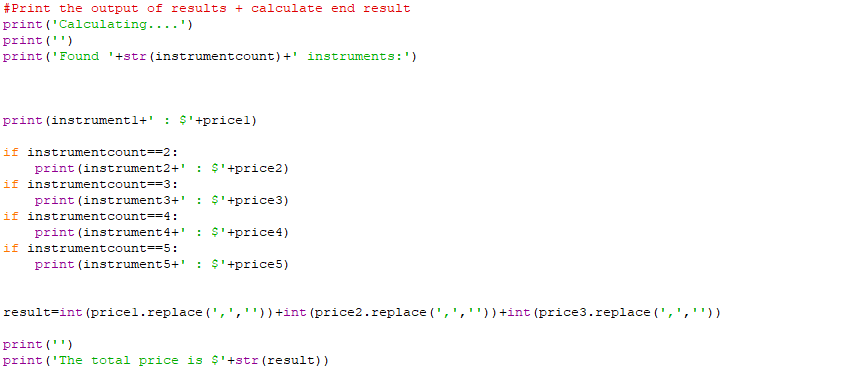 #Print the output of results + calculate end result
print('Calculating....')
print('')
print('Found '+str(instrumentcount)+' instruments:')
print(instrument1+' : $'+price1)
if instrumentcount==2:
    print(instrument2+' : $'+price2)
if instrumentcount==3:
    print(instrument3+' : $'+price3)
if instrumentcount==4:
    print(instrument4+' : $'+price4)
if instrumentcount==5:
    print(instrument5+' : $'+price5)
result=int(price1.replace(',',''))+int(price2.replace(',',''))+int(price3.replace(',',''))
print('')
print('The total price is $'+str(result))